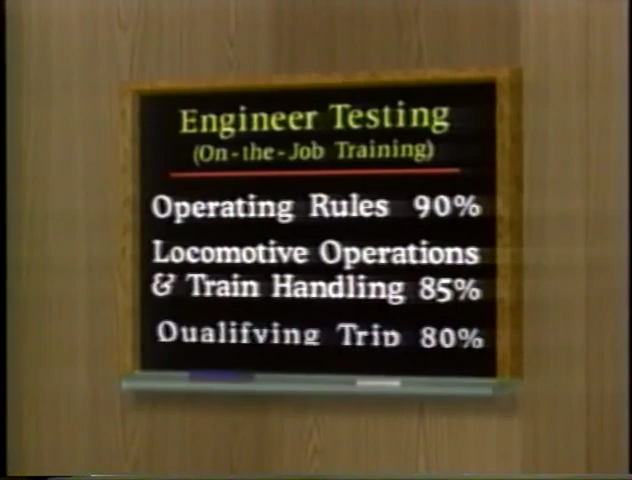 Engineer Testing
(On-the-Job Training)
Operating Rules 90%
Locomotive Operations
& Train Handling 85%
Qualifying Trip 80%